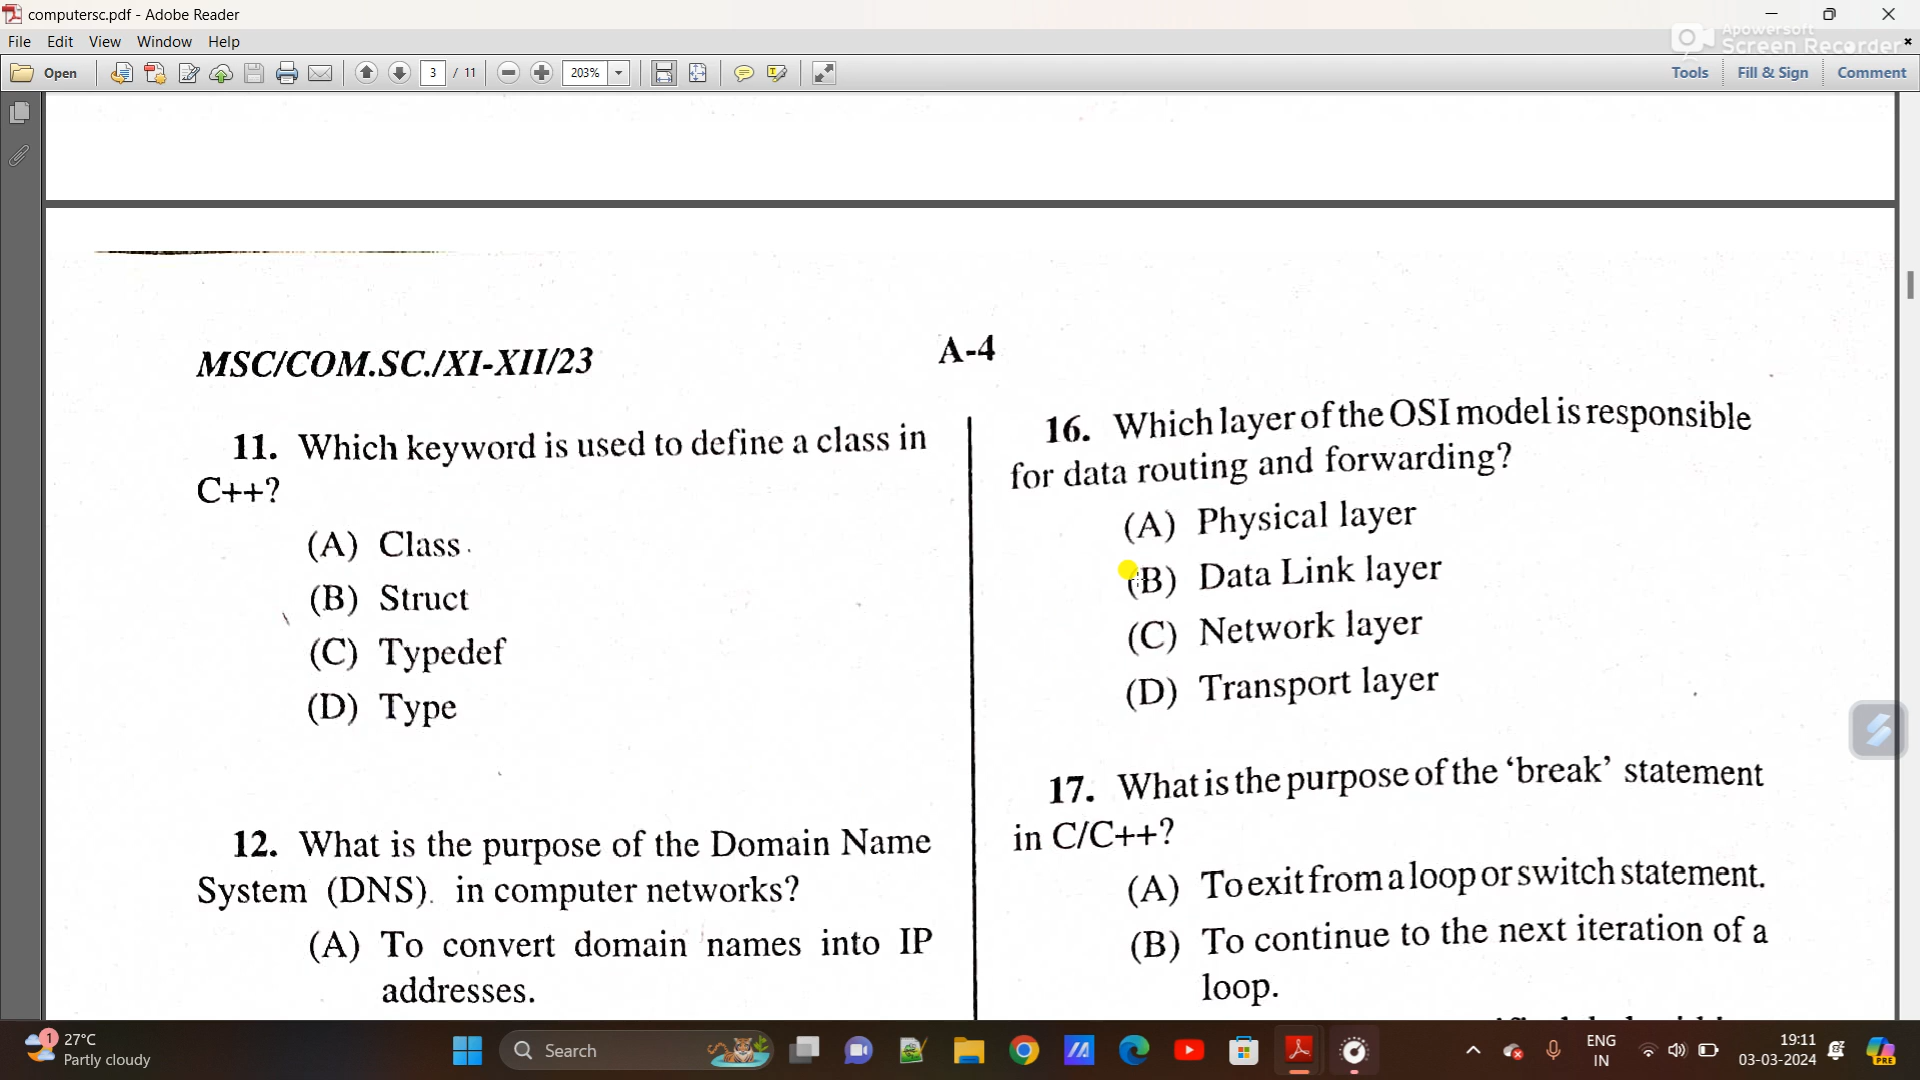 computersc.pdf - Adobe Reader
Apowersoft
Screen Recorder
File Edit View Window Help
Open 3 / 11 203% Tools Fill & Sign Comment
MSC/COM.SC./XI-XII/23
A-4
11. Which keyword is used to define a class in
C++?
(A) Class
(B) Struct
(C) Typedef
(D) Type
12. What is the purpose of the Domain Name
System (DNS) in computer networks?
(A) To convert domain names into IP
addresses.
16. Which layer of the OSI model is responsible
for data routing and forwarding?
(A) Physical layer
(B) Data Link layer
(C) Network layer
(D) Transport layer
17. What is the purpose of the ‘break’ statement
in C/C++?
(A) To exit from a loop or switch statement.
(B) To continue to the next iteration of a
loop.
1
27°C
Partly cloudy
Search
ENG
IN
19:11
03-03-2024
PRE